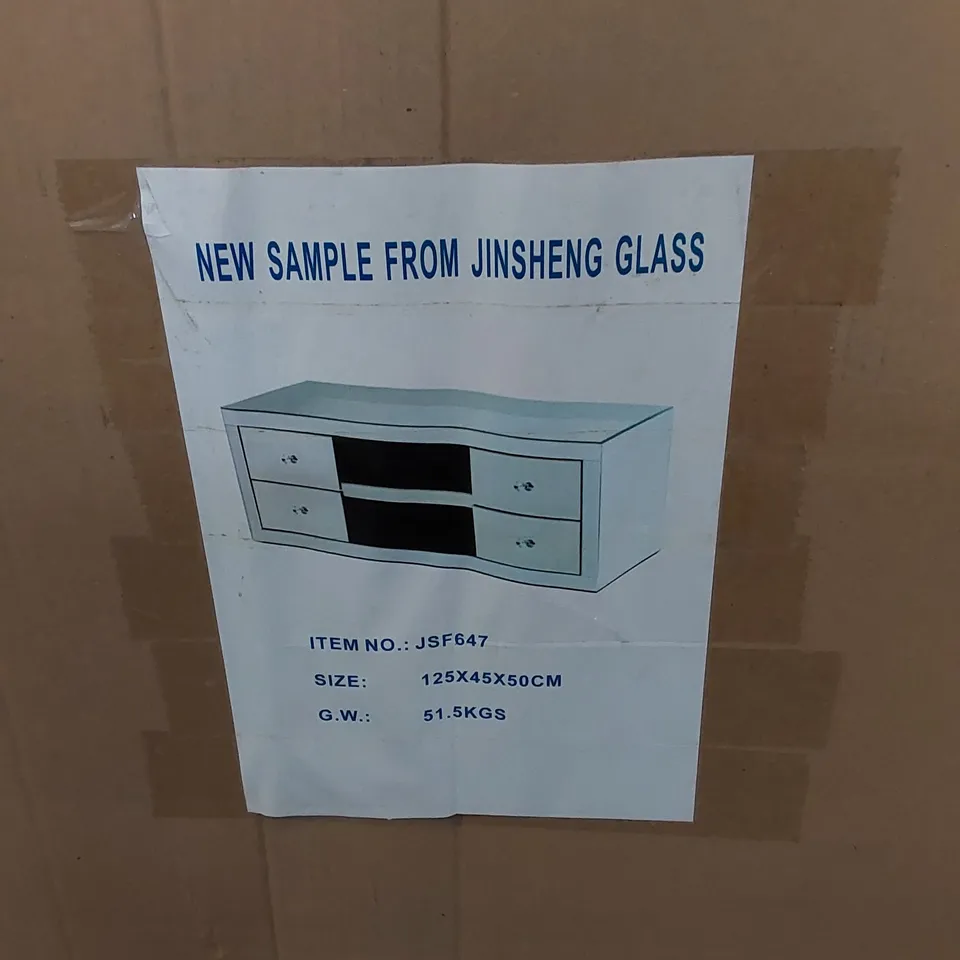 NEW SAMPLE FROM JINSHENG GLASS
ITEM NO.: JSF647
SIZE: 125X45X50CM
G.W.: 51.5KGS